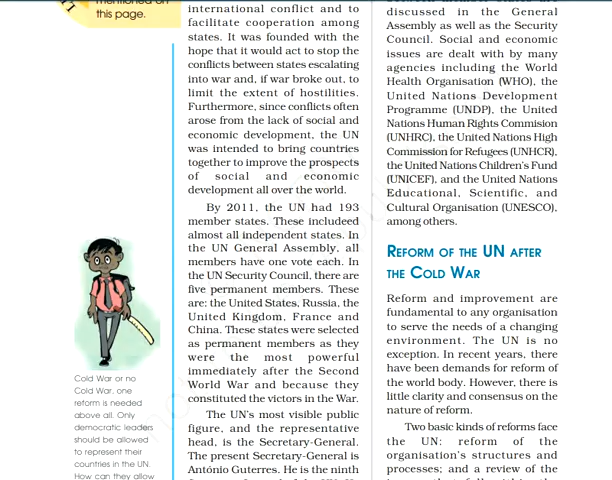 mentioned on
this page.
Cold War or no
Cold War, one
reform is needed
above all. Only
democratic leaders
should be allowed
to represent their
countries in the UN.
How can they allow
international conflict and to
facilitate cooperation among
states. It was founded with the
hope that it would act to stop the
conflicts between states escalating
into war and, if war broke out, to
limit the extent of hostilities.
Furthermore, since conflicts often
arose from the lack of social and
economic development, the UN
was intended to bring countries
together to improve the prospects
of social and economic
development all over the world.
By 2011, the UN had 193
member states. These includeed
almost all independent states. In
the UN General Assembly, all
members have one vote each. In
the UN Security Council, there are
five permanent members. These
are: the United States, Russia, the
United Kingdom, France and
China. These states were selected
as permanent members as they
were the most powerful
immediately after the Second
World War and because they
constituted the victors in the War.
The UN's most visible public
figure, and the representative
head, is the Secretary-General.
The present Secretary-General is
António Guterres. He is the ninth
discussed in the General
Assembly as well as the Security
Council. Social and economic
issues are dealt with by many
agencies including the World
Health Organisation (WHO), the
United Nations Development
Programme (UNDP), the United
Nations Human Rights Commision
(UNHRC), the United Nations High
Commission for Refugees (UNHCR),
the United Nations Children's Fund
(UNICEF), and the United Nations
Educational, Scientific, and
Cultural Organisation (UNESCO),
among others.
REFORM OF THE UN AFTER
THE COLD WAR
Reform and improvement are
fundamental to any organisation
to serve the needs of a changing
environment. The UN is no
exception. In recent years, there
have been demands for reform of
the world body. However, there is
little clarity and consensus on the
nature of reform.
Two basic kinds of reforms face
the UN: reform of the
organisation's structures and
processes; and a review of the